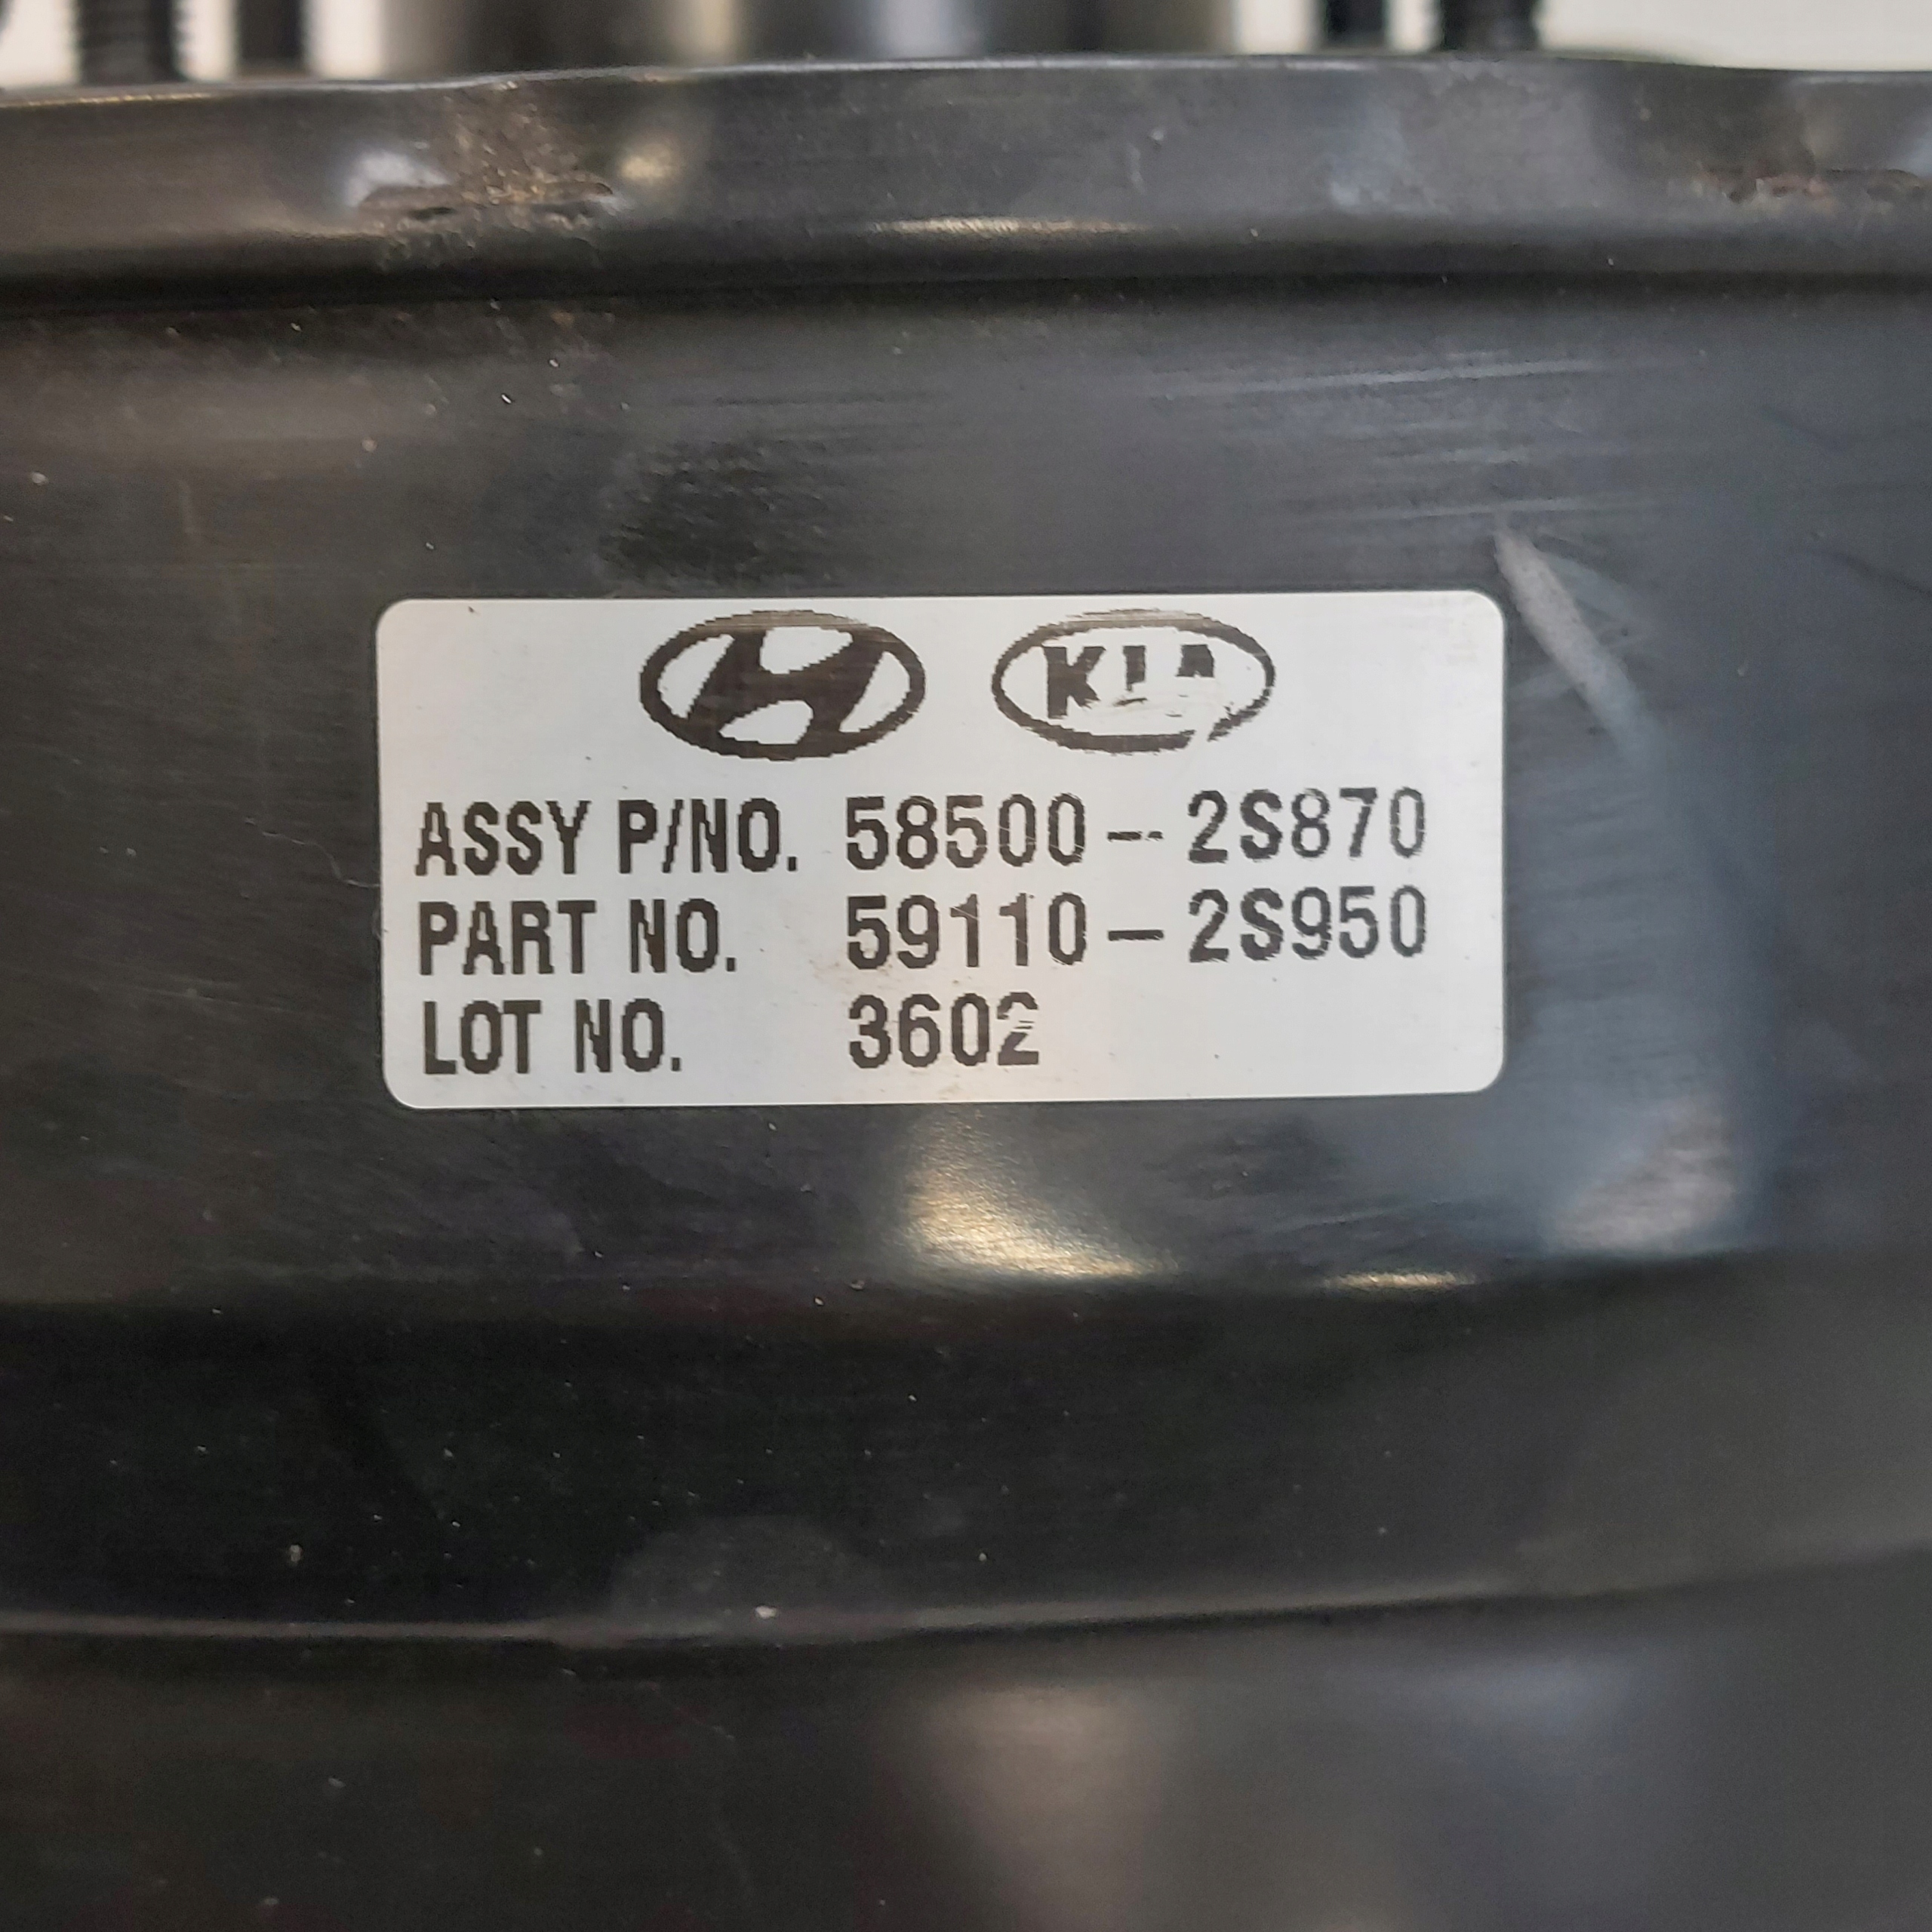 KIA
ASSY P/NO. 58500-2S870
PART NO. 59110-2S950
LOT NO. 3602